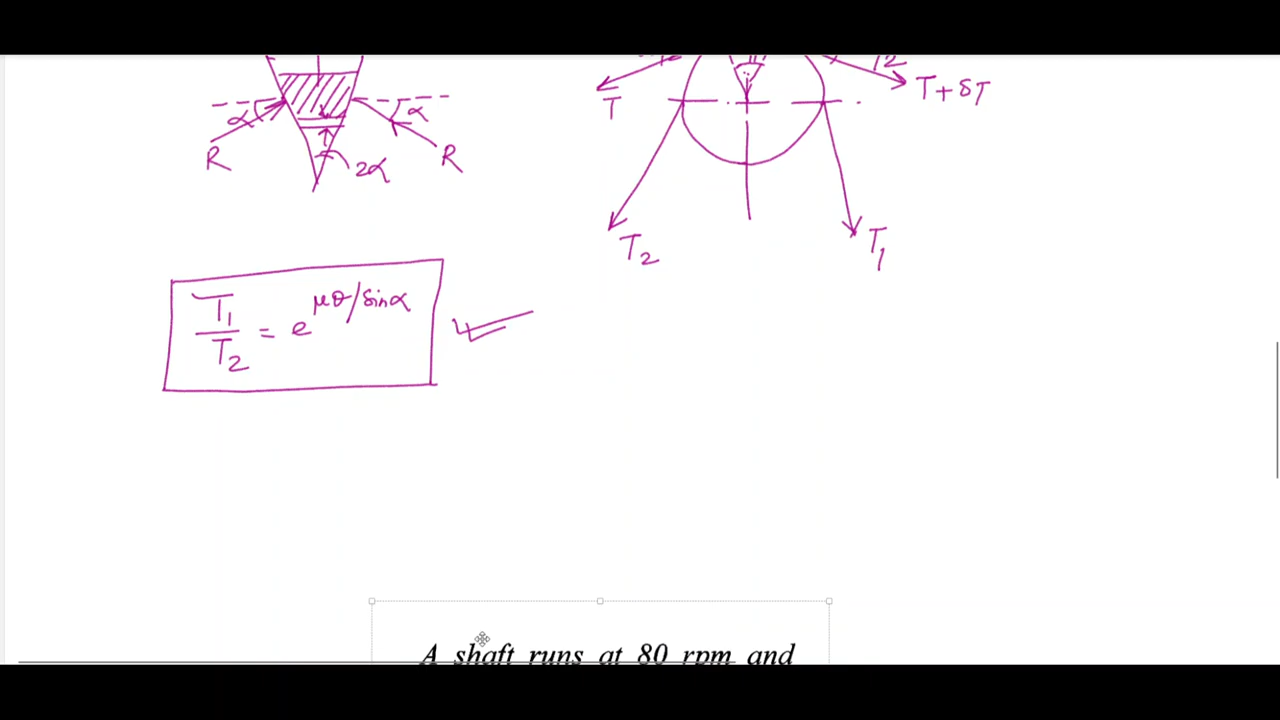 T
T + δT
α
α
R
R
2α
T₂
T₁
T₁/T₂ = e^(μθ/sinα)
A shaft runs at 80 rpm and